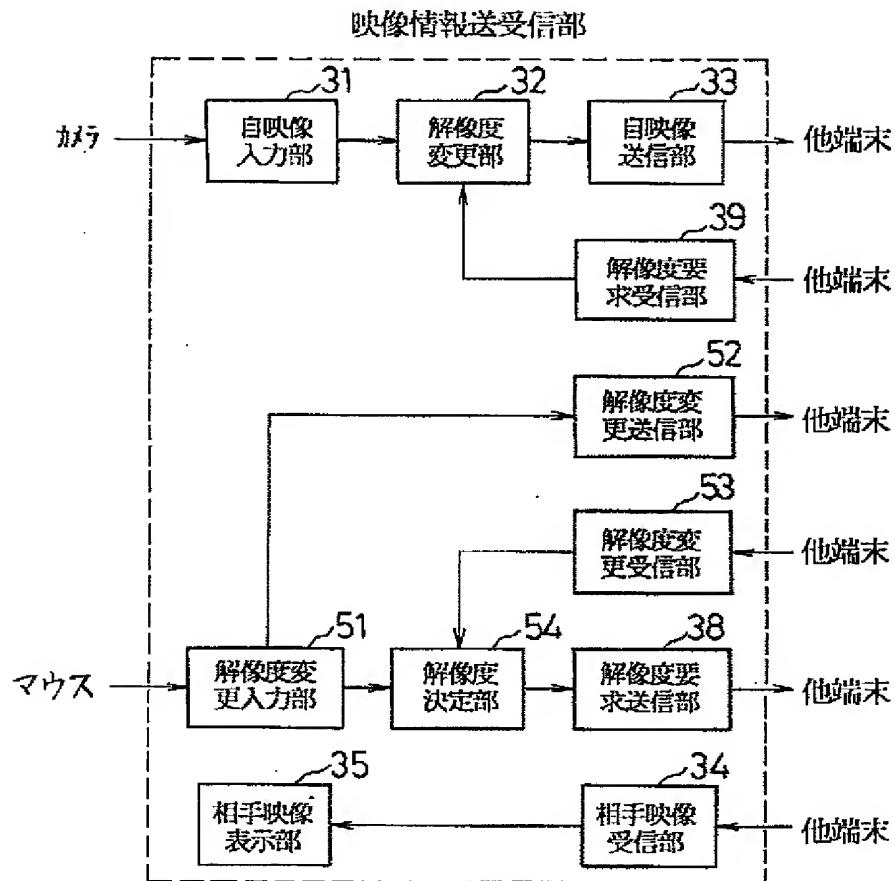 映像情報送受信部
31
32
33
カメラ
自映像
入力部
解像度
変更部
自映像
送信部
他端末
39
解像度要
求受信部
他端末
52
解像度変
更送信部
他端末
53
解像度変
更受信部
他端末
51
54
38
マウス
解像度変
更入力部
解像度
決定部
解像度要
求送信部
他端末
35
34
相手映像
表示部
相手映像
受信部
他端末